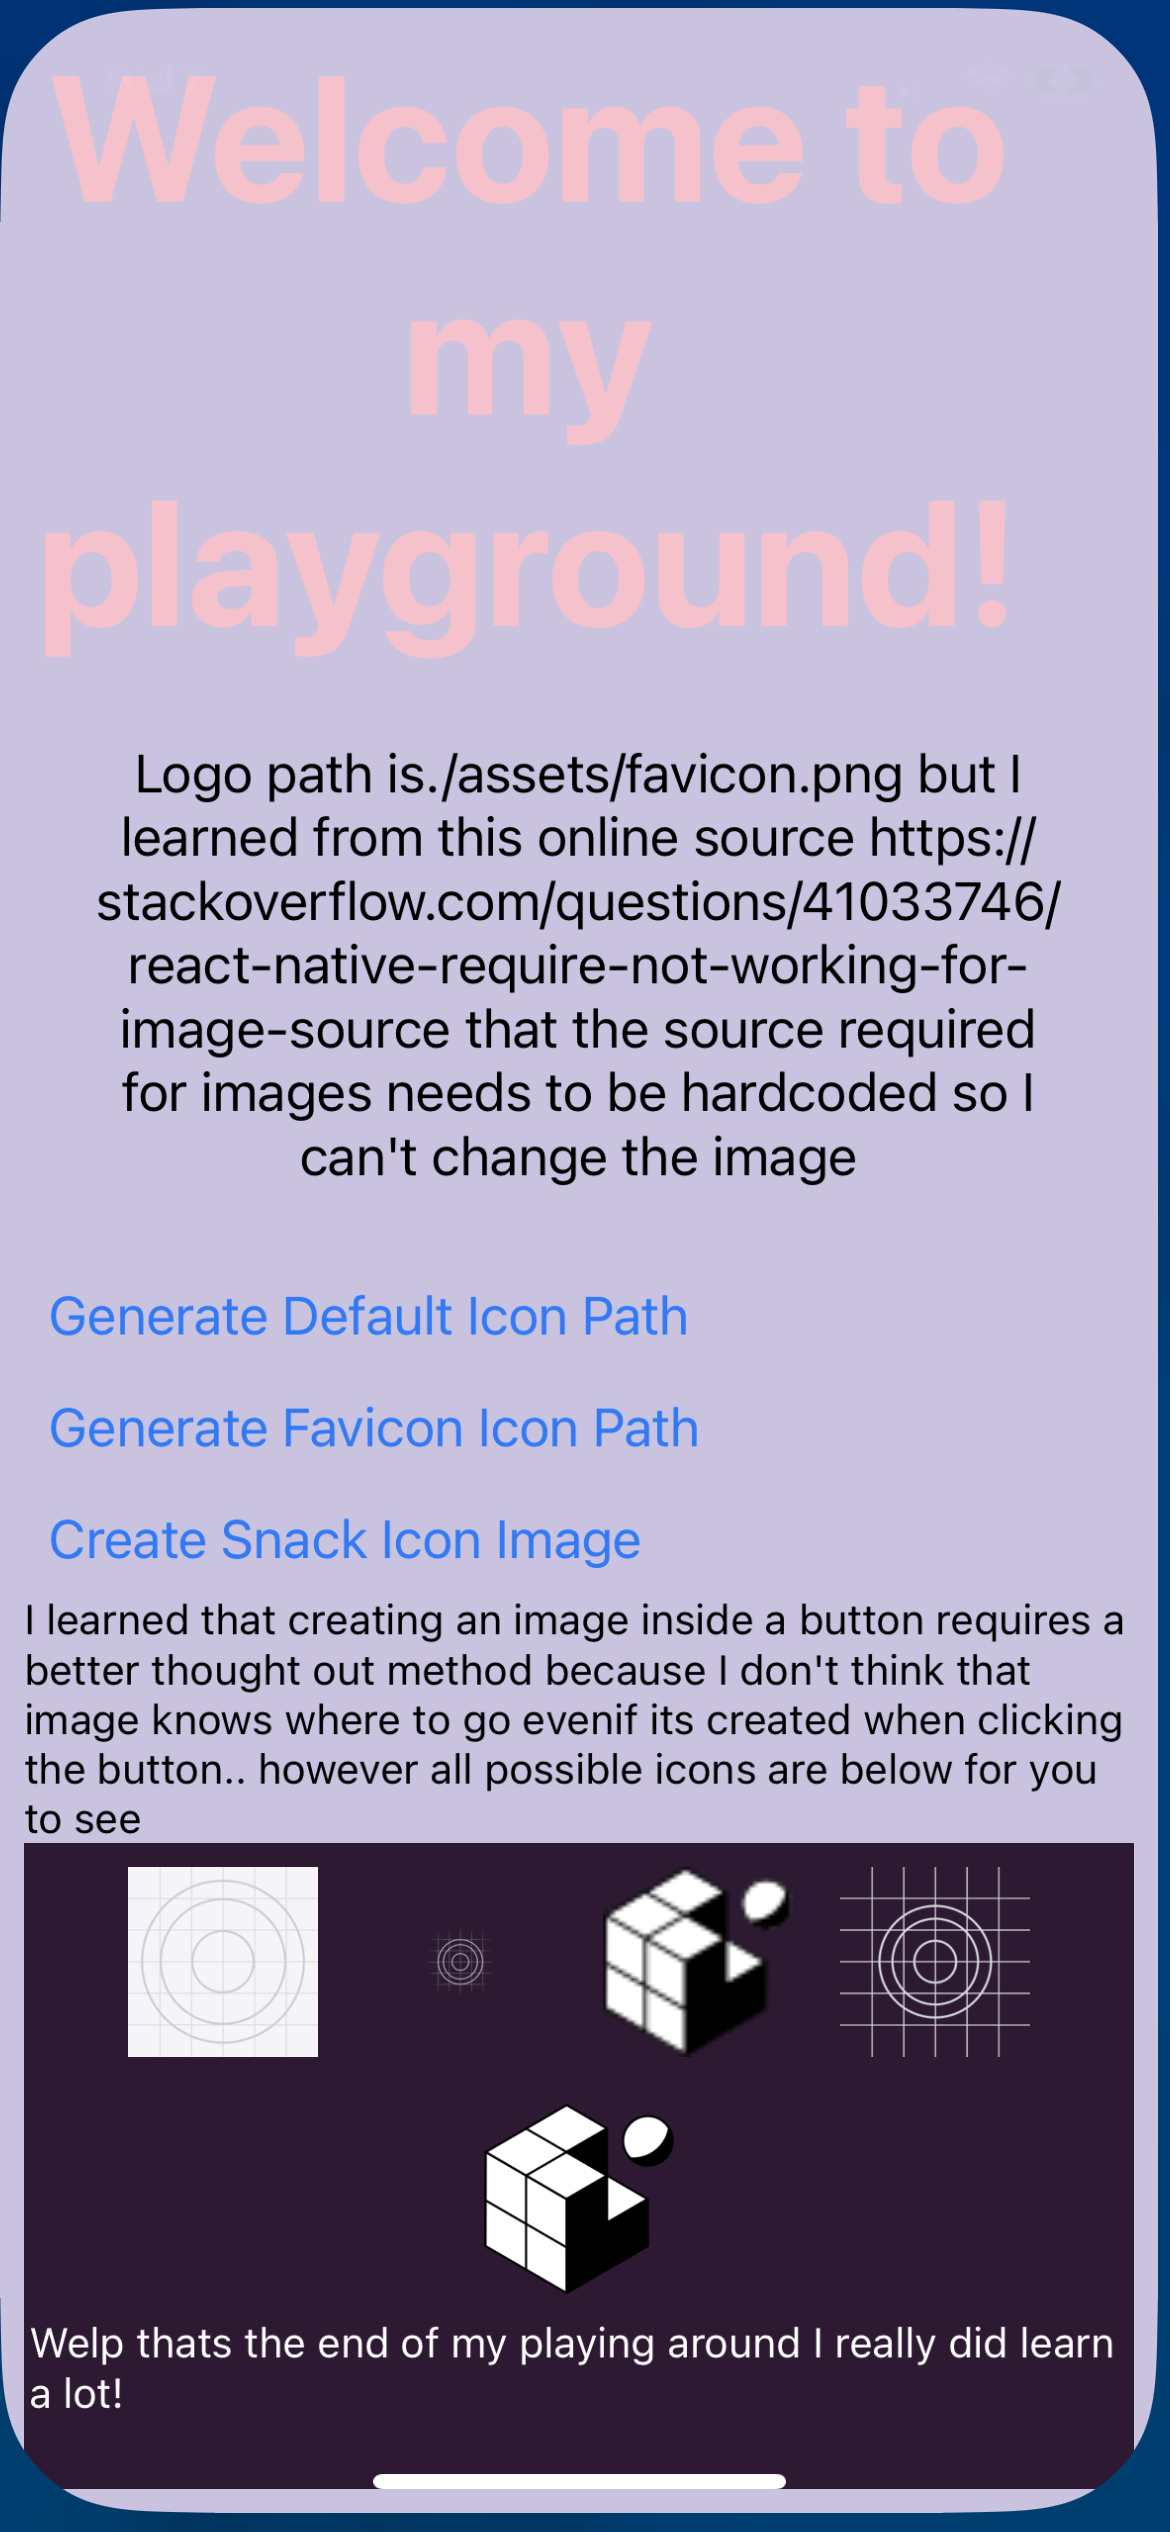 Welcome to
my
playground!
Logo path is./assets/favicon.png but I
learned from this online source https://
stackoverflow.com/questions/41033746/
react-native-require-not-working-for-
image-source that the source required
for images needs to be hardcoded so I
can't change the image
Generate Default Icon Path
Generate Favicon Icon Path
Create Snack Icon Image
I learned that creating an image inside a button requires a
better thought out method because I don't think that
image knows where to go evenif its created when clicking
the button.. however all possible icons are below for you
to see
Welp thats the end of my playing around I really did learn
a lot!